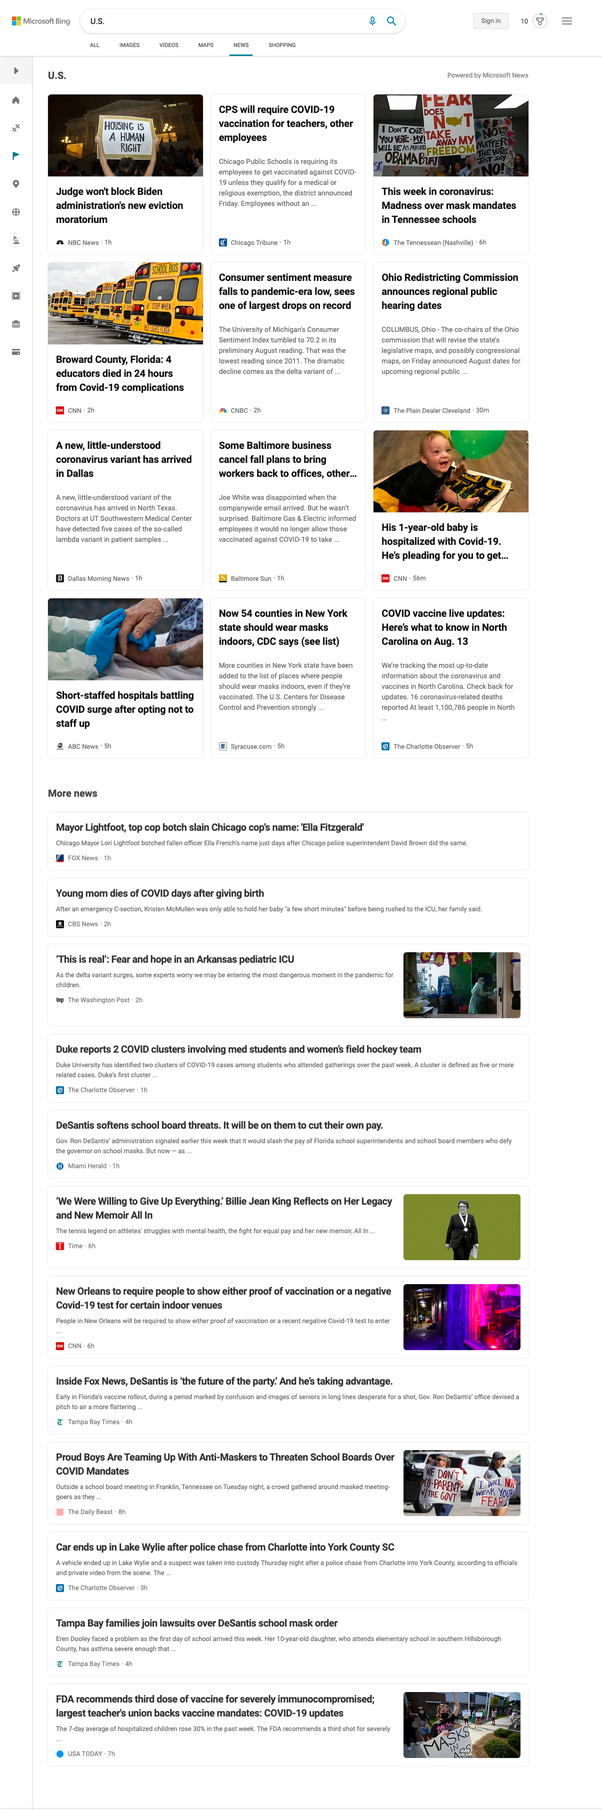 Microsoft Bing
U.S.
Sign in
10
ALL IMAGES VIDEOS MAPS NEWS SHOPPING
U.S.
Powered by Microsoft News
HOUSING IS
A HUMAN
RIGHT
Judge won't block Biden
administration's new eviction
moratorium
NBC News · 1h
CPS will require COVID-19
vaccination for teachers, other
employees
Chicago Public Schools is requiring its
employees to get vaccinated against COVID-
19 unless they qualify for a medical or
religious exemption, the district announced
Friday. Employees without an ...
Chicago Tribune · 1h
FEAR
DOES
NOT
TAKE AWAY MY
FREEDOM
This week in coronavirus:
Madness over mask mandates
in Tennessee schools
The Tennessean (Nashville) · 6h
SCHOOL BUS
Broward County, Florida: 4
educators died in 24 hours
from Covid-19 complications
CNN · 2h
Consumer sentiment measure
falls to pandemic-era low, sees
one of largest drops on record
The University of Michigan's Consumer
Sentiment Index tumbled to 70.2 in its
preliminary August reading. That was the
lowest reading since 2011. The dramatic
decline comes as the delta variant of ...
CNBC · 2h
Ohio Redistricting Commission
announces regional public
hearing dates
COLUMBUS, Ohio - The co-chairs of the Ohio
commission that will revise the state's
legislative maps, and possibly congressional
maps, on Friday announced August dates for
upcoming regional public ...
The Plain Dealer Cleveland · 30m
A new, little-understood
coronavirus variant has arrived
in Dallas
A new, little-understood variant of the
coronavirus has arrived in North Texas.
Doctors at UT Southwestern Medical Center
have detected five cases of the so-called
lambda variant in patient samples ...
Dallas Morning News · 1h
Some Baltimore business
cancel fall plans to bring
workers back to offices, other...
Joe White was disappointed when the
companywide email arrived. But he wasn't
surprised. Baltimore Gas & Electric informed
employees it would no longer allow those
vaccinated against COVID-19 to take ...
Baltimore Sun · 1h
His 1-year-old baby is
hospitalized with Covid-19.
He's pleading for you to get...
CNN · 56m
Short-staffed hospitals battling
COVID surge after opting not to
staff up
ABC News · 5h
Now 54 counties in New York
state should wear masks
indoors, CDC says (see list)
More counties in New York state have been
added to the list of places where people
should wear masks indoors, even if they're
vaccinated. The U.S. Centers for Disease
Control and Prevention strongly ...
Syracuse.com · 5h
COVID vaccine live updates:
Here's what to know in North
Carolina on Aug. 13
We're tracking the most up-to-date
information about the coronavirus and
vaccines in North Carolina. Check back for
updates. 16 coronavirus-related deaths
reported At least 1,100,786 people in North
...
The Charlotte Observer · 5h
More news
Mayor Lightfoot, top cop botch slain Chicago cop's name: 'Ella Fitzgerald'
Chicago Mayor Lori Lightfoot botched fallen officer Ella French's name just days after Chicago police superintendent David Brown did the same.
FOX News · 1h
Young mom dies of COVID days after giving birth
After an emergency C-section, Kristen McMullen was only able to hold her baby "a few short minutes" before being rushed to the ICU, her family said.
CBS News · 2h
'This is real': Fear and hope in an Arkansas pediatric ICU
As the delta variant surges, some experts worry we may be entering the most dangerous moment in the pandemic for
children.
The Washington Post · 2h
Duke reports 2 COVID clusters involving med students and women's field hockey team
Duke University has identified two clusters of COVID-19 cases among students who attended gatherings over the past week. A cluster is defined as five or more
related cases. Duke's first cluster ...
The Charlotte Observer · 1h
DeSantis softens school board threats. It will be on them to cut their own pay.
Gov. Ron DeSantis' administration signaled earlier this week that it would slash the pay of Florida school superintendents and school board members who defy
the governor on school masks. But now — as ...
Miami Herald · 1h
'We Were Willing to Give Up Everything.' Billie Jean King Reflects on Her Legacy
and New Memoir All In
The tennis legend on athletes' struggles with mental health, the fight for equal pay and her new memoir, All In ...
Time · 6h
New Orleans to require people to show either proof of vaccination or a negative
Covid-19 test for certain indoor venues
People in New Orleans will be required to show either proof of vaccination or a recent negative Covid-19 test to enter
...
CNN · 6h
Inside Fox News, DeSantis is 'the future of the party.' And he's taking advantage.
Early in Florida's vaccine rollout, during a period marked by confusion and images of seniors in long lines desperate for a shot, Gov. Ron DeSantis' office devised a
pitch to air a more flattering ...
Tampa Bay Times · 4h
Proud Boys Are Teaming Up With Anti-Maskers to Threaten School Boards Over
COVID Mandates
Outside a school board meeting in Franklin, Tennessee on Tuesday night, a crowd gathered around masked meeting-
goers as they ...
The Daily Beast · 8h
WE DON'T
CO-PARENT
THE GOVT
I WILL NOT
WEAR YOUR
FEAR
Car ends up in Lake Wylie after police chase from Charlotte into York County SC
A vehicle ended up in Lake Wylie and a suspect was taken into custody Thursday night after a police chase from Charlotte into York County, according to officials
and private video from the scene. The ...
The Charlotte Observer · 3h
Tampa Bay families join lawsuits over DeSantis school mask order
Eren Dooley faced a problem as the first day of school arrived this week. Her 10-year-old daughter, who attends elementary school in southern Hillsborough
County, has asthma severe enough that ...
Tampa Bay Times · 4h
FDA recommends third dose of vaccine for severely immunocompromised;
largest teacher's union backs vaccine mandates: COVID-19 updates
The 7-day average of hospitalized children rose 30% in the past week. The FDA recommends a third shot for severely
...
USA TODAY · 7h
MASKS